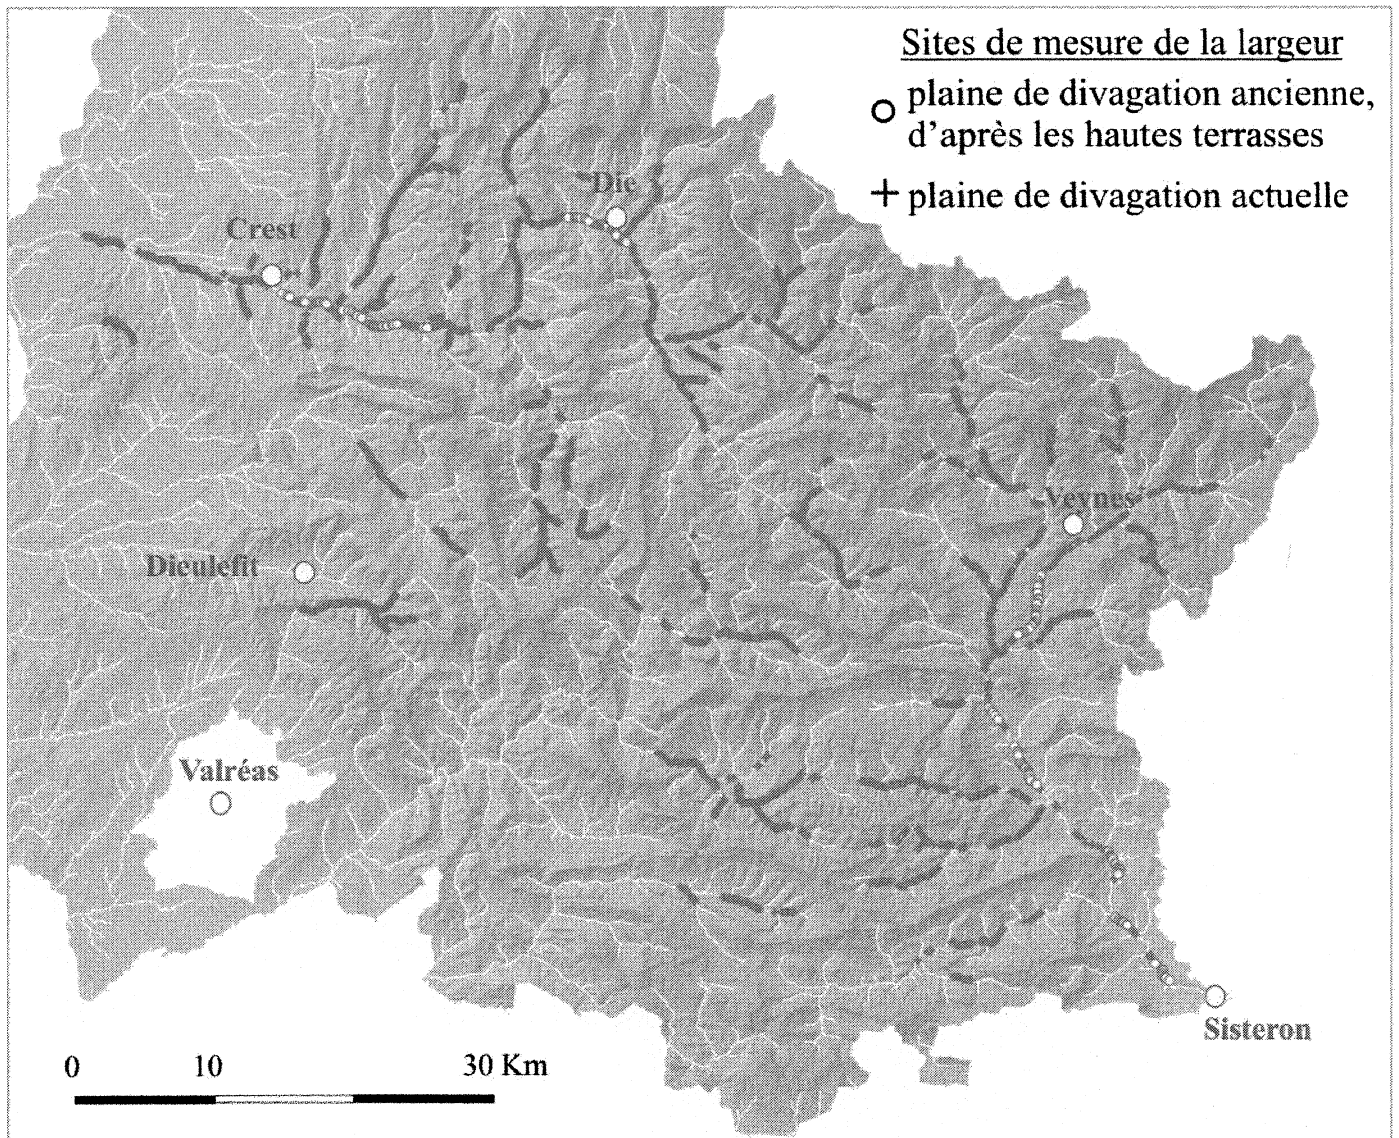 Sites de mesure de la largeur
plaine de divagation ancienne,
d'après les hautes terrasses
plaine de divagation actuelle
Die
Crest
Veynes
Dieulefit
Valréas
Sisteron
0 10 30 Km